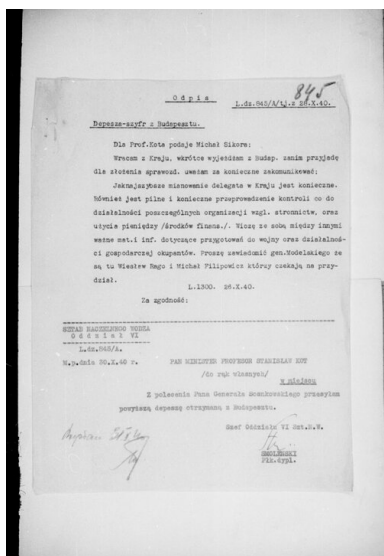 845
Odpis
L.dz.845/A/tj.z 28.X.40.
Depesza-szyfr z Budapesztu.
Dla Prof.Kota podaje Michał Sikora:
Wracam z Kraju, wkrótce wyjeżdżam z Budap. zanim przyjadę
dla złożenia sprawozd. uważam za konieczne zakomunikować:
Jaknajszybsze mianowanie delegata w Kraju jest konieczne.
Również jest pilne i konieczne przeprowadzenie kontroli co do
działelności poszczególnych organizacji wzgl. stronnictw, oraz
użycia pieniędzy /środków finans./. Wiozę ze sobą między innymi
ważne mat.i inf. dotyczące przygotowań do wojny oraz działelnoś-
ci gospodarczej okupantów. Proszę zawiadomić gen.Modelskiego że
są tu Wiesław Rago i Michał Filipowicz którzy czekają na przy-
dział.
L.1300. 26.X.40.
Za zgodność:
SZTAB NACZELNEGO WODZA
Oddział VI
L.dz.845/A.
M.p.dnia 30.X.40 r.
PAN MINISTER PROFESOR STANISŁAW KOT
/do rąk własnych/
w miejscu
Z polecenia Pana Generała Sosnkowskiego przesyłam
powyższą depeszę otrzymaną z Budapesztu.
Szef Oddziału VI Szt.N.W.
SMOLEŃSKI
Płk.dypl.